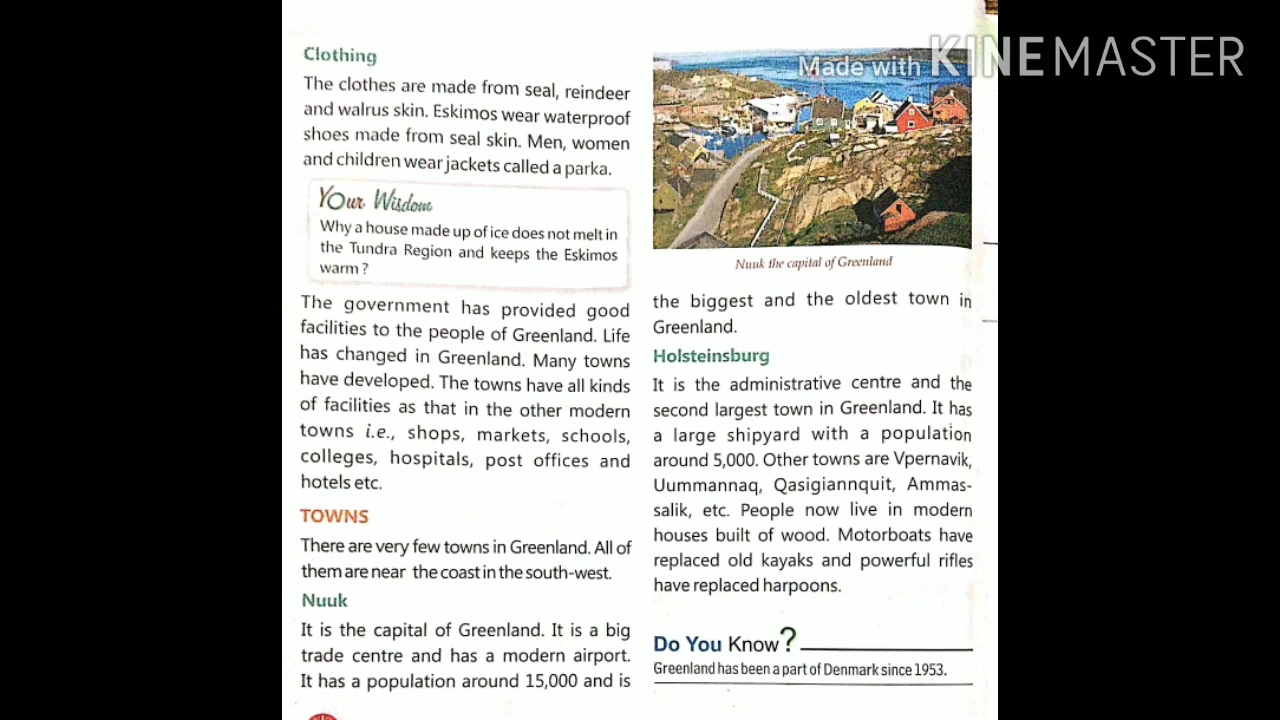 Made with KINEMASTER
Clothing
The clothes are made from seal, reindeer
and walrus skin. Eskimos wear waterproof
shoes made from seal skin. Men, women
and children wear jackets called a parka.
Your Wisdom
Why a house made up of ice does not melt in
the Tundra Region and keeps the Eskimos
warm ?
The government has provided good
facilities to the people of Greenland. Life
has changed in Greenland. Many towns
have developed. The towns have all kinds
of facilities as that in the other modern
towns i.e., shops, markets, schools,
colleges, hospitals, post offices and
hotels etc.
TOWNS
There are very few towns in Greenland. All of
them are near the coast in the south-west.
Nuuk
It is the capital of Greenland. It is a big
trade centre and has a modern airport.
It has a population around 15,000 and is
Nuuk the capital of Greenland
the biggest and the oldest town in
Greenland.
Holsteinsburg
It is the administrative centre and the
second largest town in Greenland. It has
a large shipyard with a population
around 5,000. Other towns are Vpernavik,
Uummannaq, Qasigiannquit, Ammas-
salik, etc. People now live in modern
houses built of wood. Motorboats have
replaced old kayaks and powerful rifles
have replaced harpoons.
Do You Know?
Greenland has been a part of Denmark since 1953.